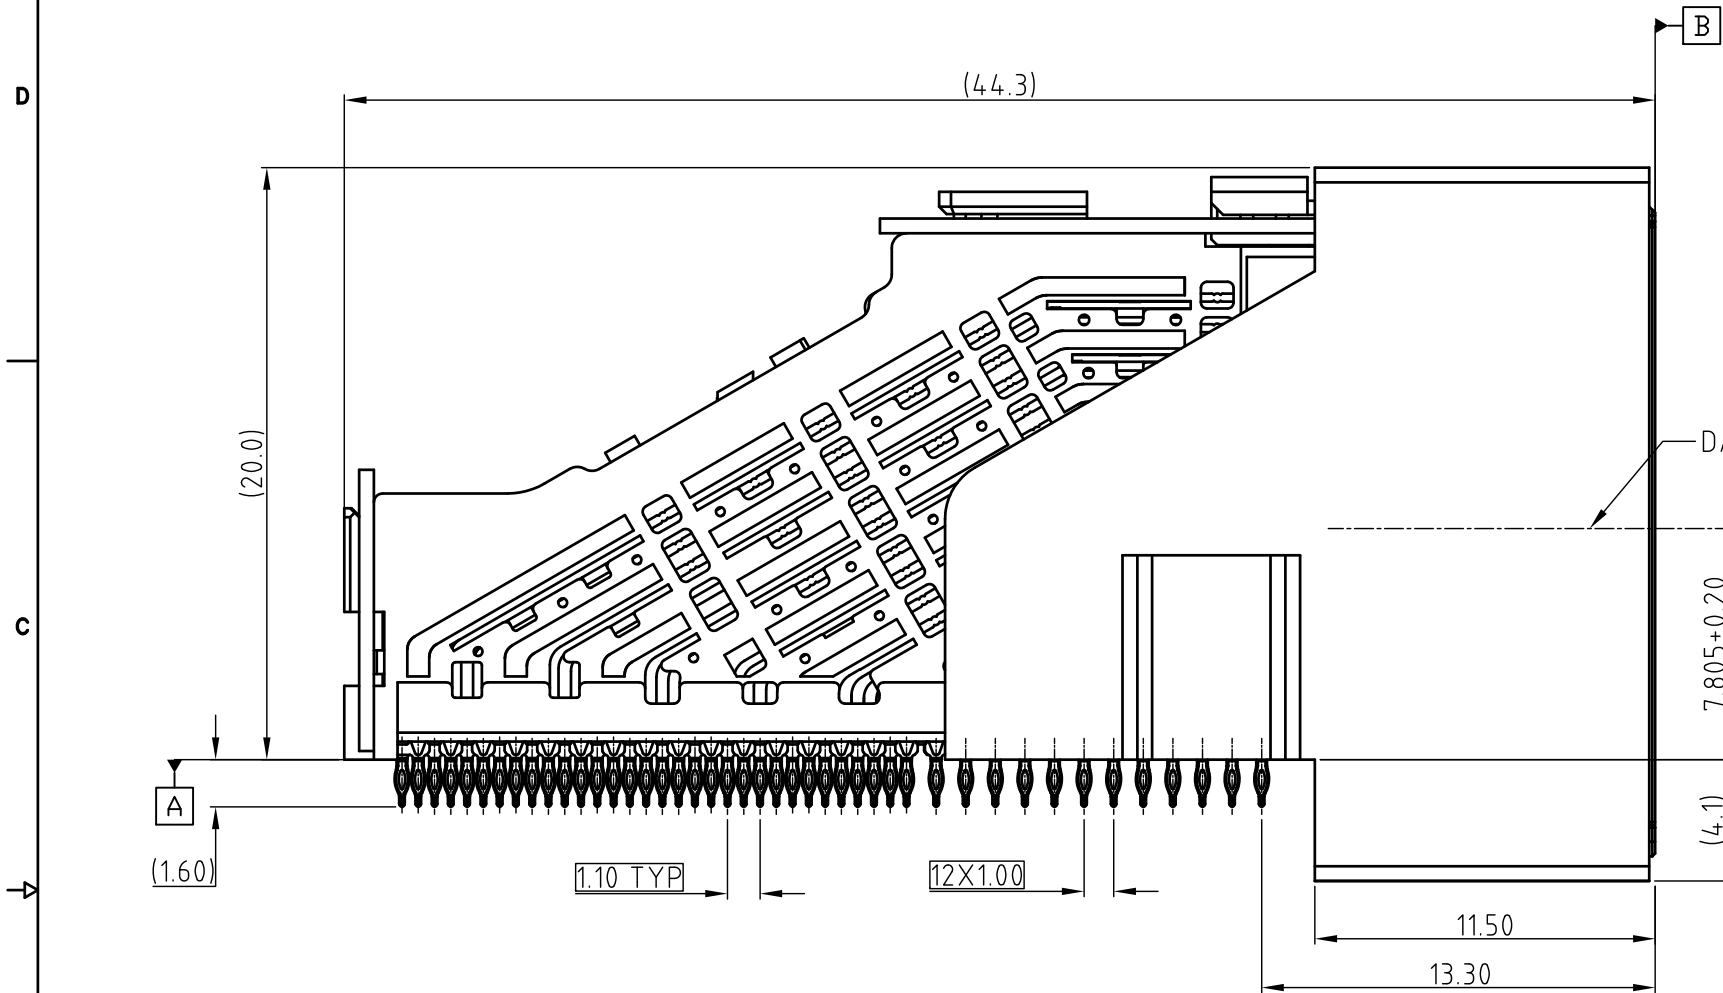 B
D
(44.3)
(20.0)
C
7.805±0.20
A
(4.1)
(1.60)
1.10 TYP
12X1.00
11.50
13.30